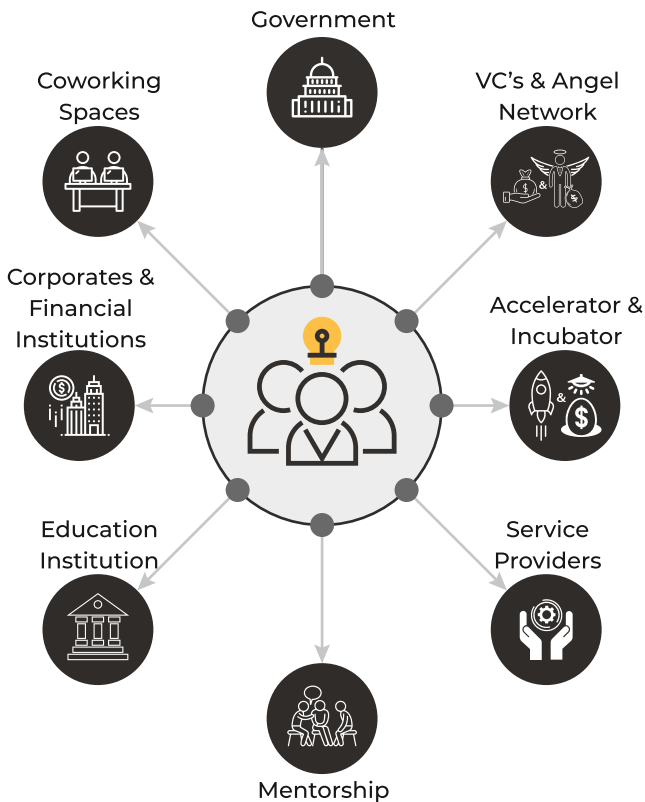 Government
Coworking
Spaces
VC's & Angel
Network
Corporates &
Financial
Institutions
$
Accelerator &
Incubator
&
$
Education
Institution
Service
Providers
Mentorship
$
&